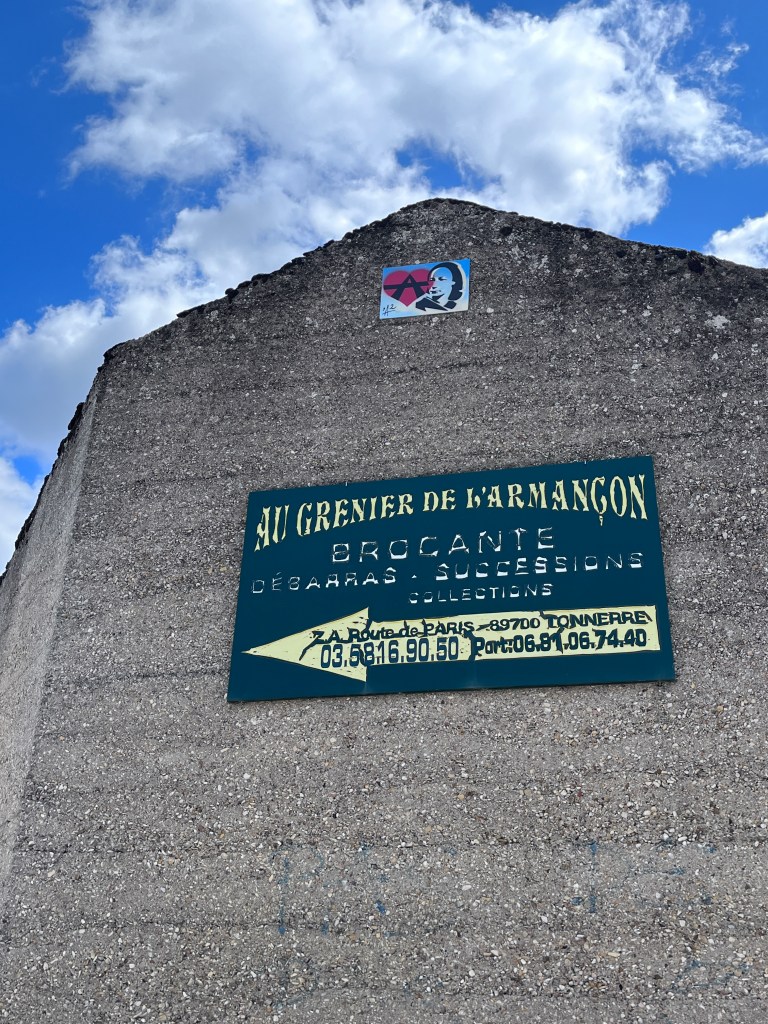 A
AU GRENIER DE L'ARMANÇON
BROCANTE
DÉBARRAS - SUCCESSIONS
COLLECTIONS
Z.A. Route de PARIS - 89700 TONNERRE
03.58.16.90.50 Port:06.81.06.74.40